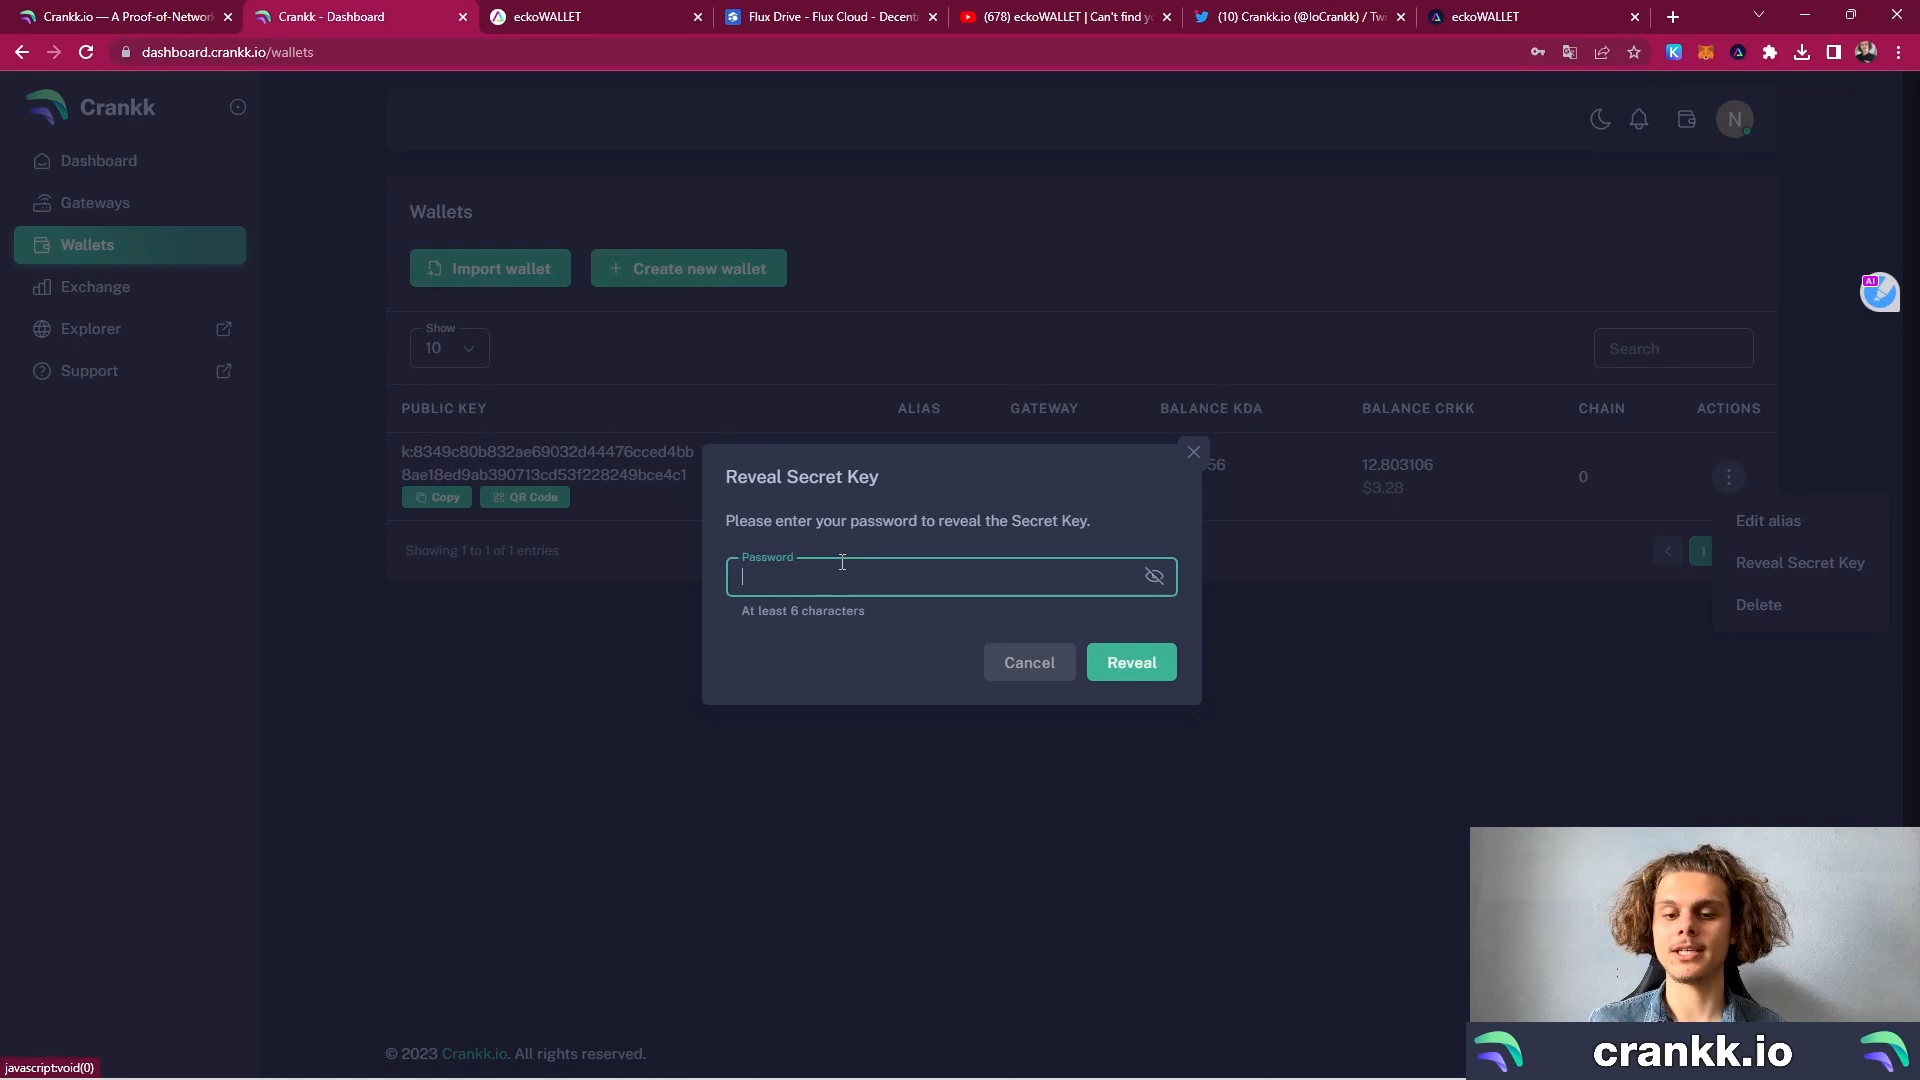 Crankk.io — A Proof-of-Network
Crankk - Dashboard
eckoWALLET
Flux Drive - Flux Cloud - Decent
(678) eckoWALLET | Can't find y
(10) Crankk.io (@IoCrankk) / Twi
eckoWALLET
dashboard.crankk.io/wallets
Crankk
N
Dashboard
Gateways
Wallets
Exchange
Explorer
Support
Wallets
Import wallet
Create new wallet
AI
Show
10
Search
PUBLIC KEY
ALIAS
GATEWAY
BALANCE KDA
BALANCE CRKK
CHAIN
ACTIONS
k:8349c80b832ae69032d44476cced4bb
8ae18ed9ab390713cd53f228249bce4c1
Copy
QR Code
56
12.803106
$3.28
0
Edit alias
Reveal Secret Key
Delete
Showing 1 to 1 of 1 entries
1
Reveal Secret Key
Please enter your password to reveal the Secret Key.
Password
At least 6 characters
Cancel
Reveal
© 2023 Crankk.io. All rights reserved.
javascript:void(0)
crankk.io